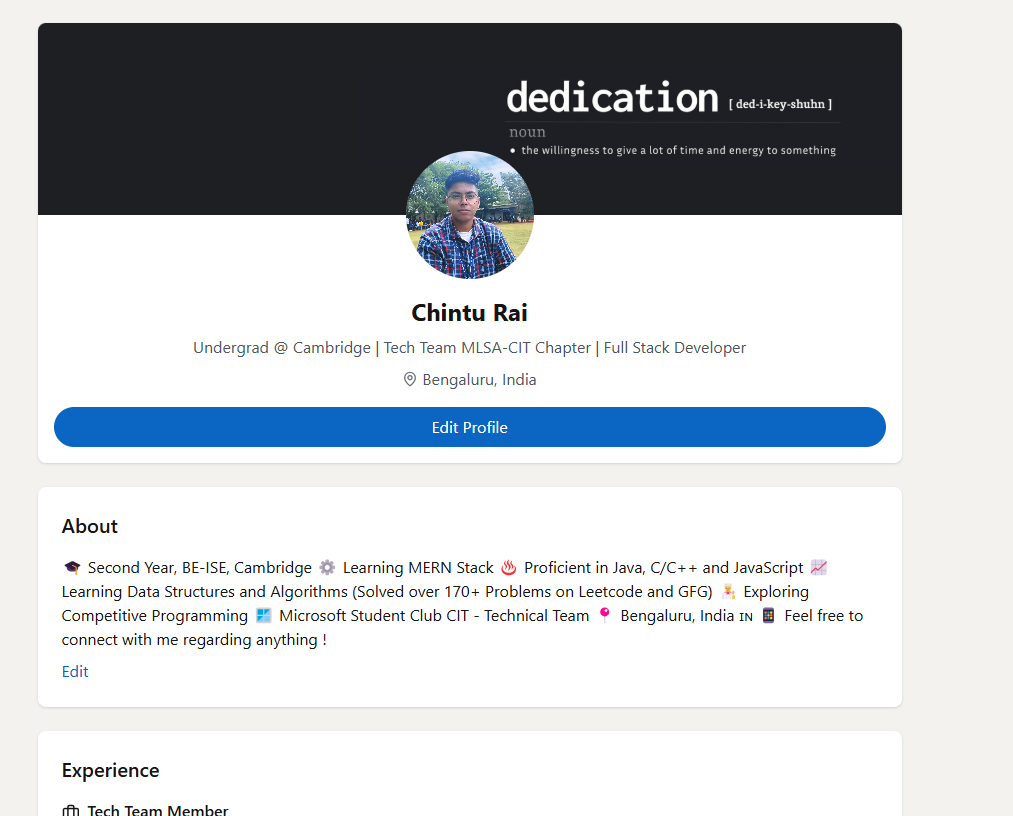 dedication [ ded-i-key-shuhn ]
noun
• the willingness to give a lot of time and energy to something
Chintu Rai
Undergrad @ Cambridge | Tech Team MLSA-CIT Chapter | Full Stack Developer
Bengaluru, India
Edit Profile
About
🎓 Second Year, BE-ISE, Cambridge ⚙️ Learning MERN Stack ♨️ Proficient in Java, C/C++ and JavaScript 📈
Learning Data Structures and Algorithms (Solved over 170+ Problems on Leetcode and GFG) 🧑‍🚀 Exploring
Competitive Programming 🪟 Microsoft Student Club CIT - Technical Team 📍 Bengaluru, India ɪɴ 📱 Feel free to
connect with me regarding anything !
Edit
Experience
Tech Team Member